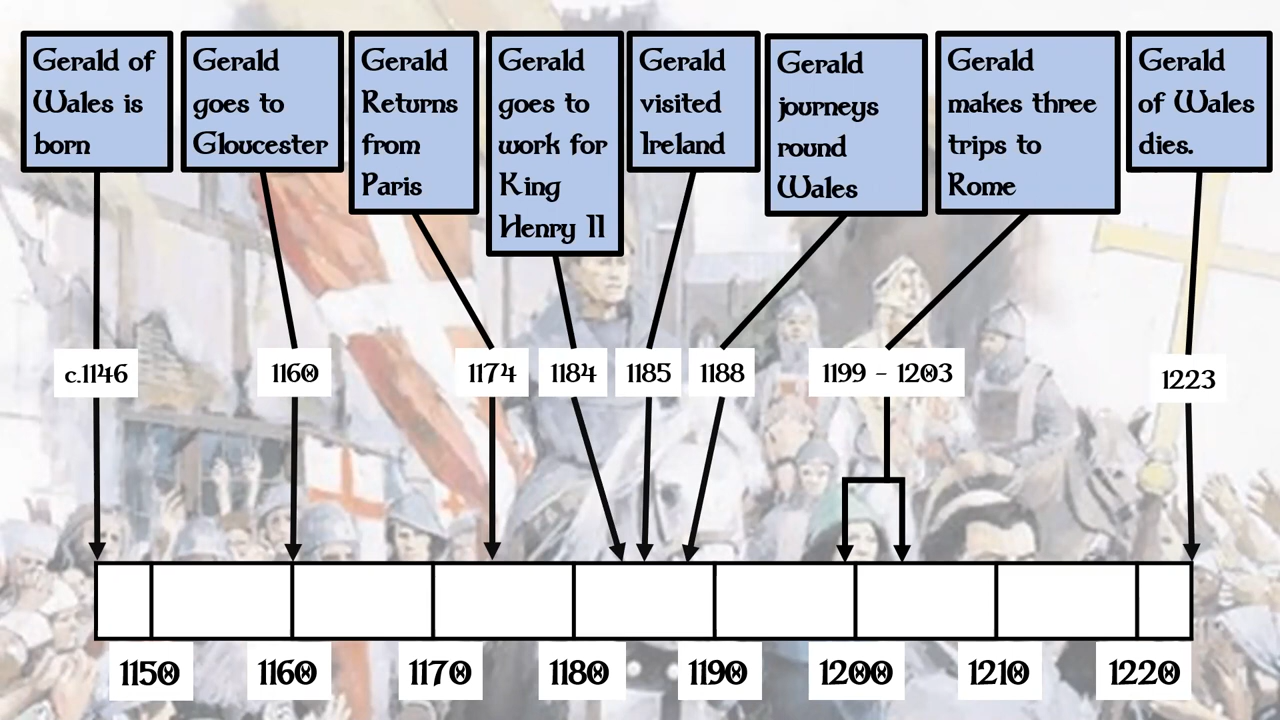 Gerald of
Wales is
born
Gerald
goes to
Gloucester
Gerald
Returns
from
Paris
Gerald
goes to
work for
King
Henry II
Gerald
visited
Ireland
Gerald
journeys
round
Wales
Gerald
makes three
trips to
Rome
Gerald
of Wales
dies.
c.1146
1160
1174
1184
1185
1188
1199 - 1203
1223
1150
1160
1170
1180
1190
1200
1210
1220